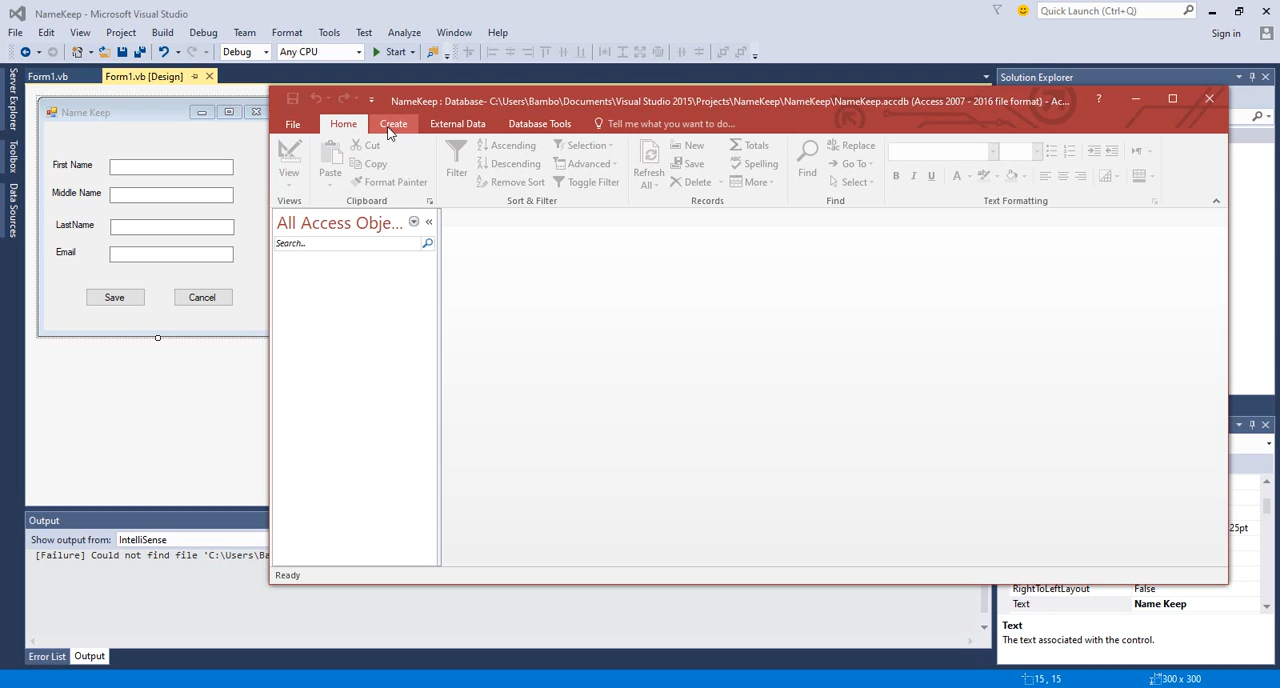 NameKeep - Microsoft Visual Studio
Quick Launch (Ctrl+Q)
File Edit View Project Build Debug Team Format Tools Test Analyze Window Help
Sign in
Debug Any CPU Start
Form1.vb Form1.vb [Design]
Solution Explorer
Server Explorer
Toolbox
Data Sources
Name Keep
First Name
Middle Name
LastName
Email
Save Cancel
NameKeep : Database- C:\Users\Bambo\Documents\Visual Studio 2015\Projects\NameKeep\NameKeep\NameKeep.accdb (Access 2007 - 2016 file format) - Ac...
File Home Create External Data Database Tools Tell me what you want to do...
View
Views
Paste
Cut
Copy
Format Painter
Clipboard
Filter
Ascending
Descending
Remove Sort
Selection
Advanced
Toggle Filter
Sort & Filter
Refresh
All
New
Save
Delete
Totals
Spelling
More
Records
Find
Replace
Go To
Select
Find
B I U A
Text Formatting
All Access Obje...
Search...
Ready
Output
Show output from: IntelliSense
[Failure] Could not find file 'C:\Users\Ba
Error List Output
25pt
RightToLeftLayout False
Text Name Keep
Text
The text associated with the control.
15 , 15 300 x 300